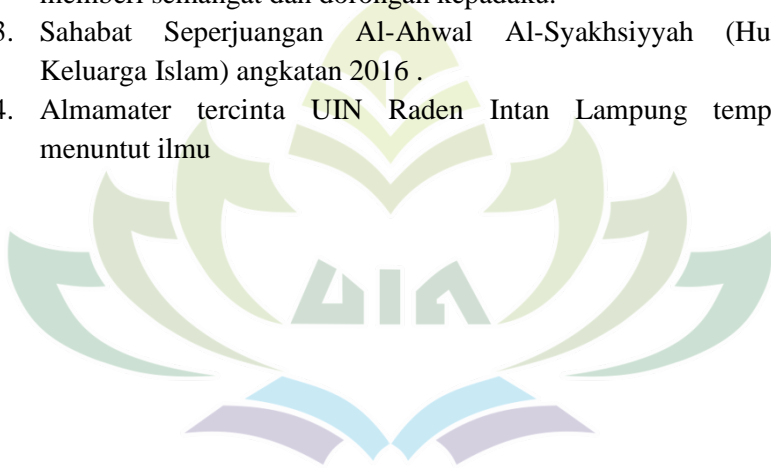 memberi semangat dan dorongan kepadaku.
3. Sahabat Seperjuangan Al-Ahwal Al-Syakhsiyyah (Hu
Keluarga Islam) angkatan 2016 .
4. Almamater tercinta UIN Raden Intan Lampung temp
menuntut ilmu
UIN